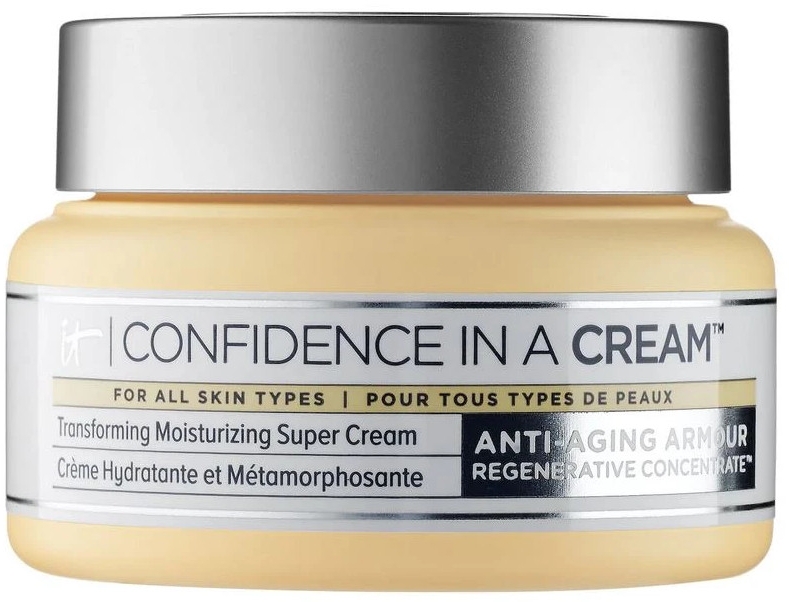 it | CONFIDENCE IN A CREAM™
FOR ALL SKIN TYPES | POUR TOUS TYPES DE PEAUX
Transforming Moisturizing Super Cream
Crème Hydratante et Métamorphosante
ANTI-AGING ARMOUR
REGENERATIVE CONCENTRATE™